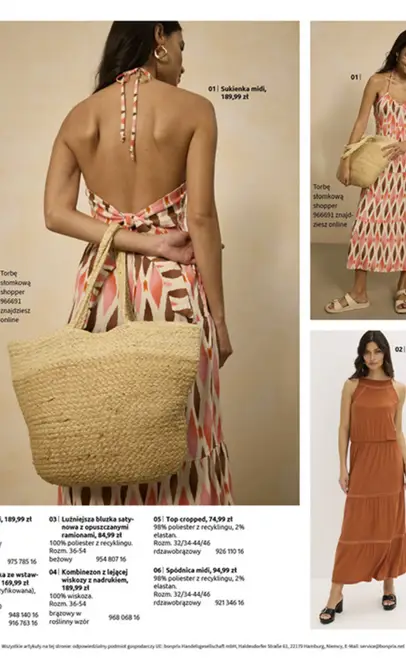 01 | Sukienka midi,
189,99 zł
01 |
Torbę
słomkową
shopper
966691 znajd-
ziesz online
Torbę
słomkową
shopper
966691
znajdziesz
online
02 |
i, 189,99 zł
975 785 16
ka ze wstaw-
169,99 zł
yfikowana),
948 140 16
916 763 16
03 | Luźniejsza bluzka saty-
nowa z opuszczanymi
ramionami, 84,99 zł
100% poliester z recyklingu.
Rozm. 36-54
beżowy 954 807 16
04 | Kombinezon z lejącej
wiskozy z nadrukiem,
189,99 zł
100% wiskoza.
Rozm. 36-54
brązowy w
roślinny wzór 968 068 16
05 | Top cropped, 74,99 zł
98% poliester z recyklingu, 2%
elastan.
Rozm. 32/34-44/46
rdzawobrązowy 926 110 16
06 | Spódnica midi, 94,99 zł
98% poliester z recyklingu, 2%
elastan.
Rozm. 32/34-44/46
rdzawobrązowy 921 346 16
Wszystkie artykuły na tej stronie: odpowiedzialny podmiot gospodarczy UE: bonprix Handelsgesellschaft mbH, Haldesdorfer Straße 61, 22179 Hamburg, Niemcy, E-Mail: service@bonprix.net